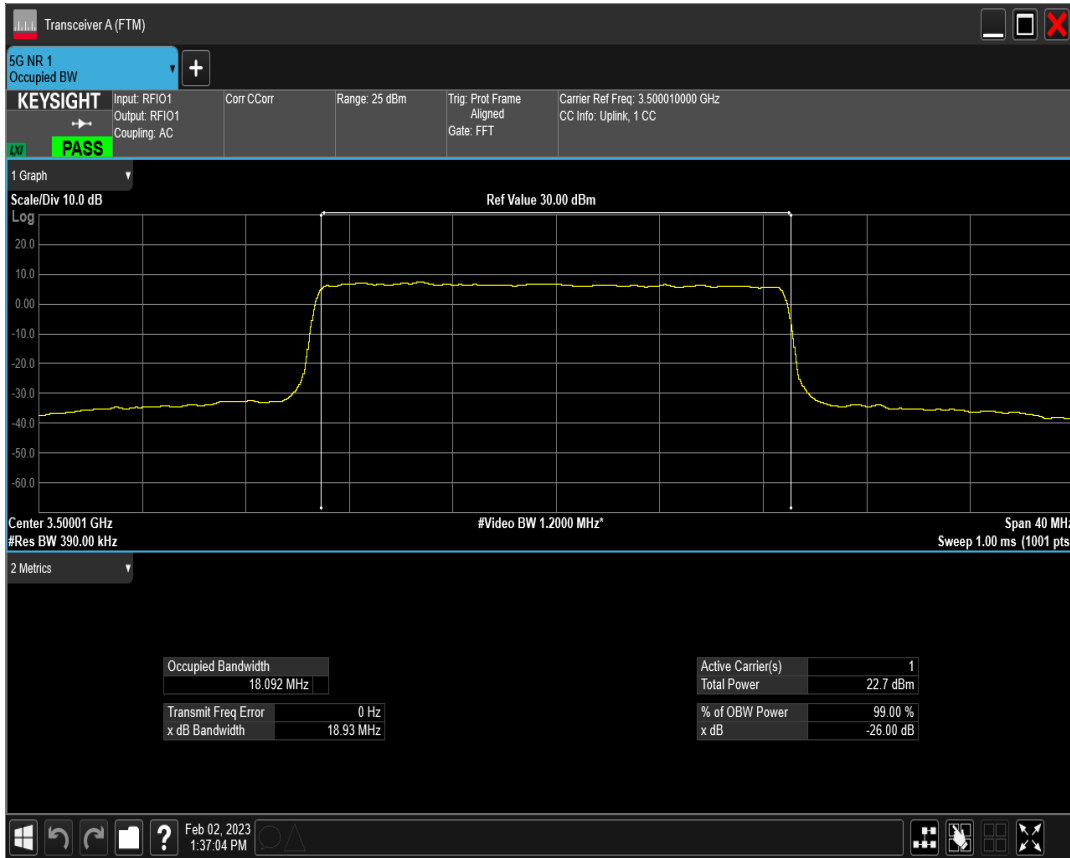 Transceiver A (FTM)
5G NR 1
Occupied BW
+
KEYSIGHT
LXI
PASS
Input: RFIO1
Output: RFIO1
Coupling: AC
Corr CCorr
Range: 25 dBm
Trig: Prot Frame
Aligned
Gate: FFT
Carrier Ref Freq: 3.500010000 GHz
CC Info: Uplink, 1 CC
1 Graph
Scale/Div 10.0 dB
Ref Value 30.00 dBm
Log
20.0
10.0
0.00
-10.0
-20.0
-30.0
-40.0
-50.0
-60.0
Center 3.50001 GHz
#Video BW 1.2000 MHz*
Span 40 MHz
#Res BW 390.00 kHz
Sweep 1.00 ms (1001 pts
2 Metrics
Occupied Bandwidth
18.092 MHz
Transmit Freq Error 0 Hz
x dB Bandwidth 18.93 MHz
Active Carrier(s) 1
Total Power 22.7 dBm
% of OBW Power 99.00 %
x dB -26.00 dB
?
Feb 02, 2023
1:37:04 PM